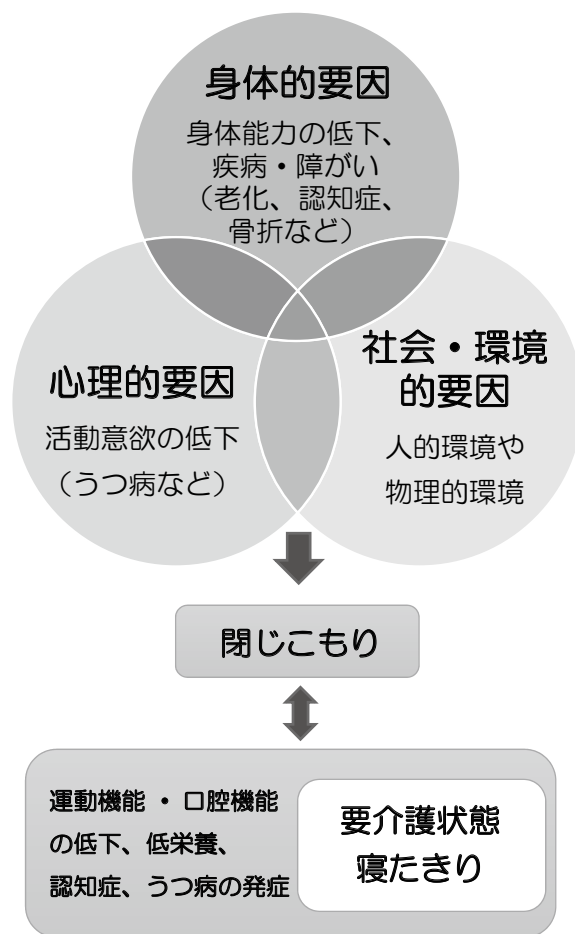 身体的要因
身体能力の低下、
疾病・障がい
（老化、認知症、
骨折など）
心理的要因
活動意欲の低下
（うつ病など）
社会・環境
的要因
人的環境や
物理的環境
閉じこもり
運動機能 ・ 口腔機能
の低下、低栄養、
認知症、うつ病の発症
要介護状態
寝たきり